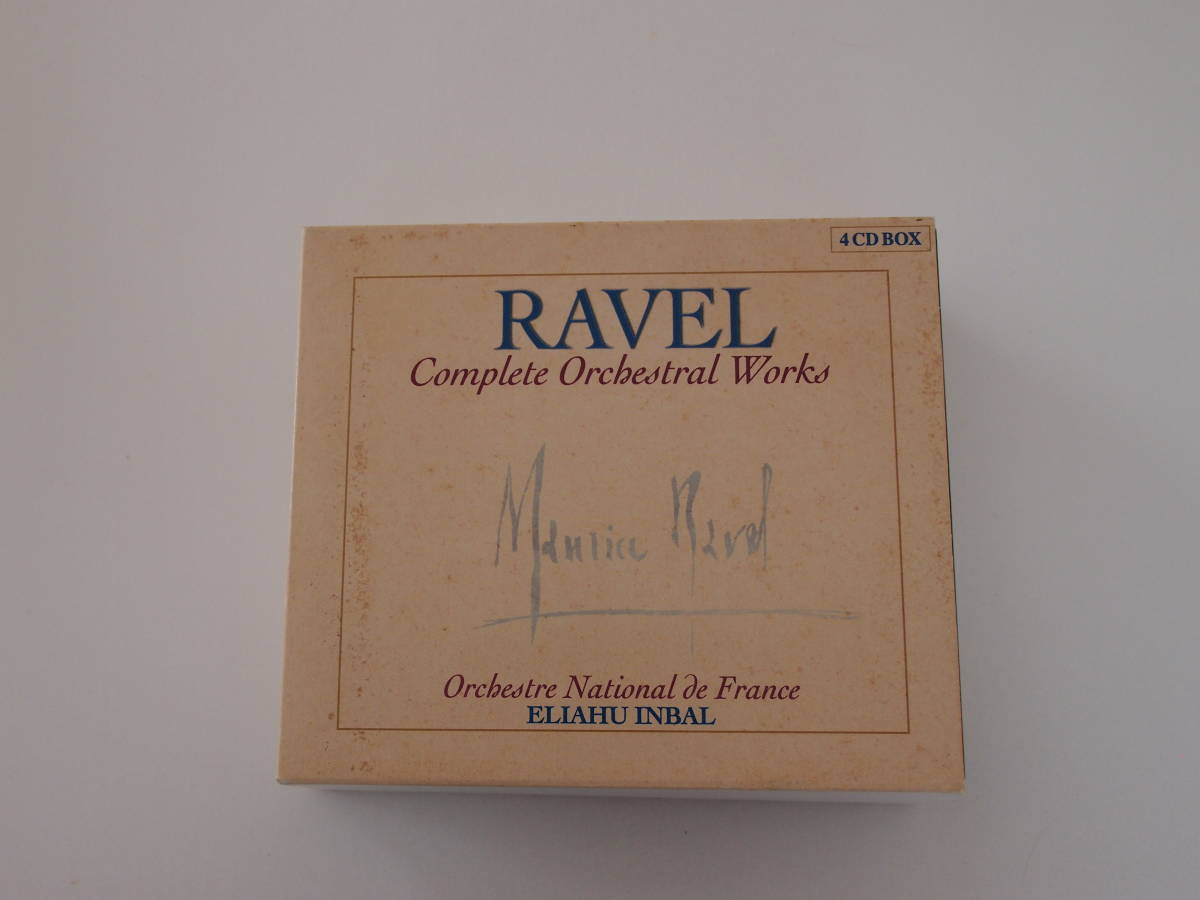 4 CD BOX
RAVEL
Complete Orchestral Works
Maurice Ravel
Orchestre National de France
ELIAHU INBAL